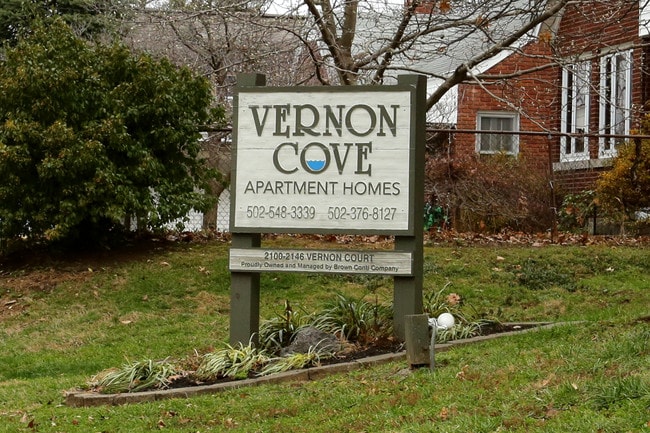 VERNON
COVE
APARTMENT HOMES
502-548-3339 502-376-8127
2100-2146 VERNON COURT
Proudly Owned and Managed by Brown Conti Company